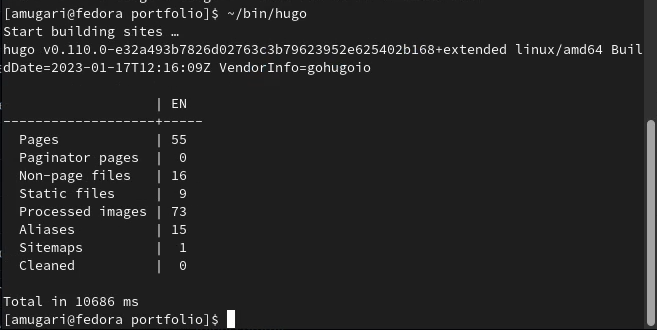 [amugari@fedora portfolio]$ ~/bin/hugo
Start building sites …
hugo v0.110.0-e32a493b7826d02763c3b79623952e625402b168+extended linux/amd64 Buil
dDate=2023-01-17T12:16:09Z VendorInfo=gohugoio
                   | EN
-------------------+-----
  Pages            | 55
  Paginator pages  |  0
  Non-page files   | 16
  Static files     |  9
  Processed images | 73
  Aliases          | 15
  Sitemaps         |  1
  Cleaned          |  0
Total in 10686 ms
[amugari@fedora portfolio]$